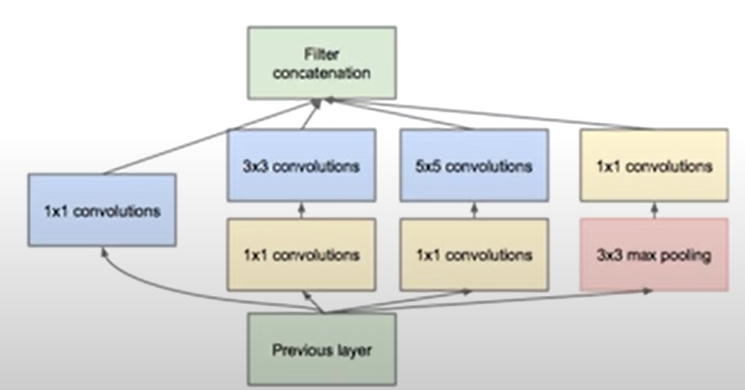 Filter
concatenation
3x3 convolutions
5x5 convolutions
1x1 convolutions
1x1 convolutions
1x1 convolutions
1x1 convolutions
3x3 max pooling
Previous layer